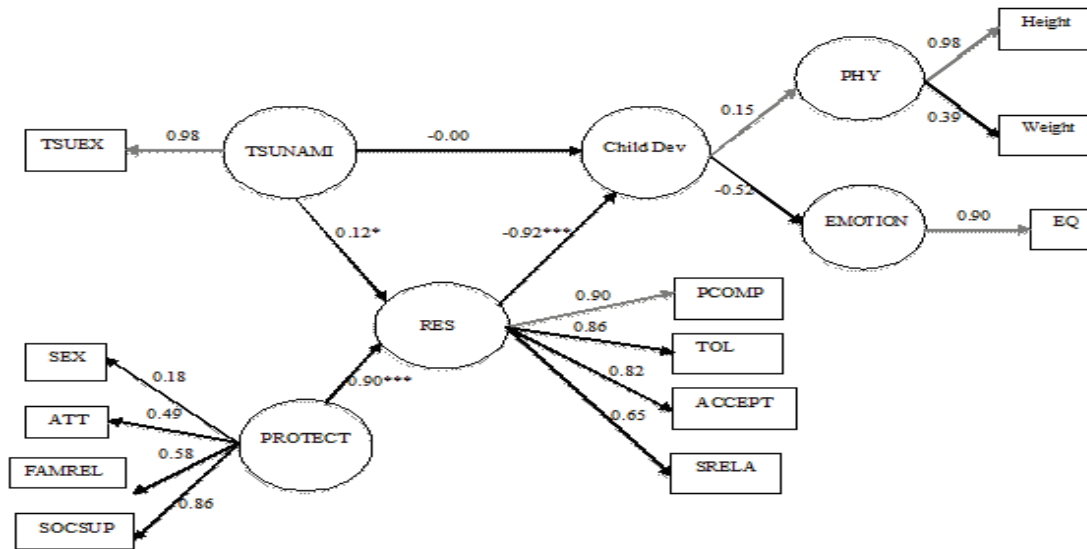 Height
0.98
PHY
0.15
0.39
Weight
TSUEX
0.98
TSUNAMI
-0.00
Child Dev
-0.52
EMOTION
0.90
EQ
0.12*
-0.92***
RES
0.90
PCOMP
0.86
TOL
0.82
ACCEPT
0.65
SRELA
SEX
0.18
0.90***
ATT
0.49
PROTECT
FAMREL
0.58
SOCSUP
0.86